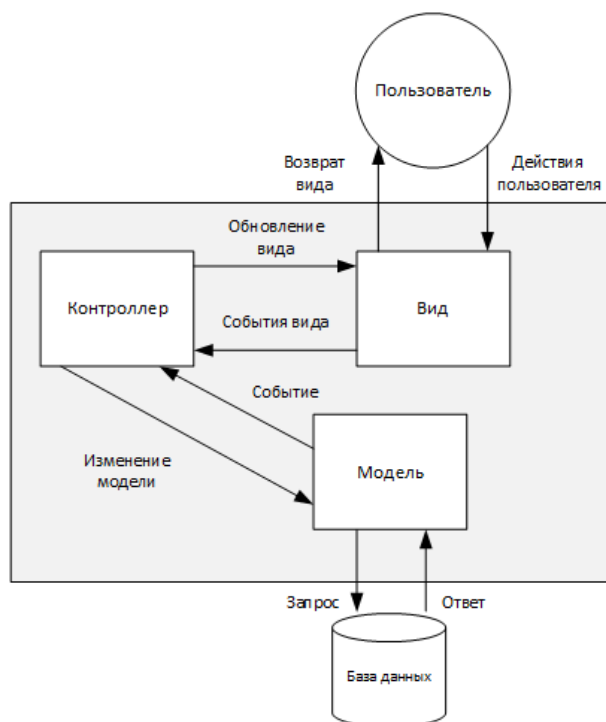 Пользователь
Возврат
вида
Действия
пользователя
Обновление
вида
Контроллер
Вид
События вида
Событие
Изменение
модели
Модель
Запрос
Ответ
База данных